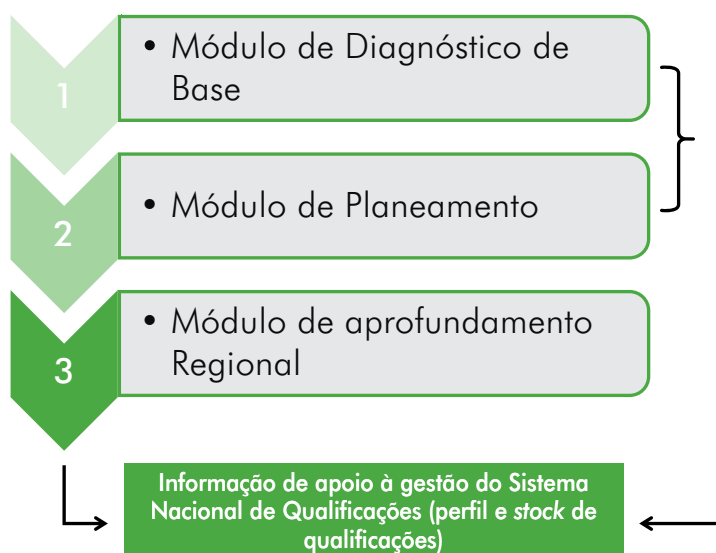 1
• Módulo de Diagnóstico de
Base
2
• Módulo de Planeamento
3
• Módulo de aprofundamento
Regional
Informação de apoio à gestão do Sistema
Nacional de Qualificações (perfil e stock de
qualificações)